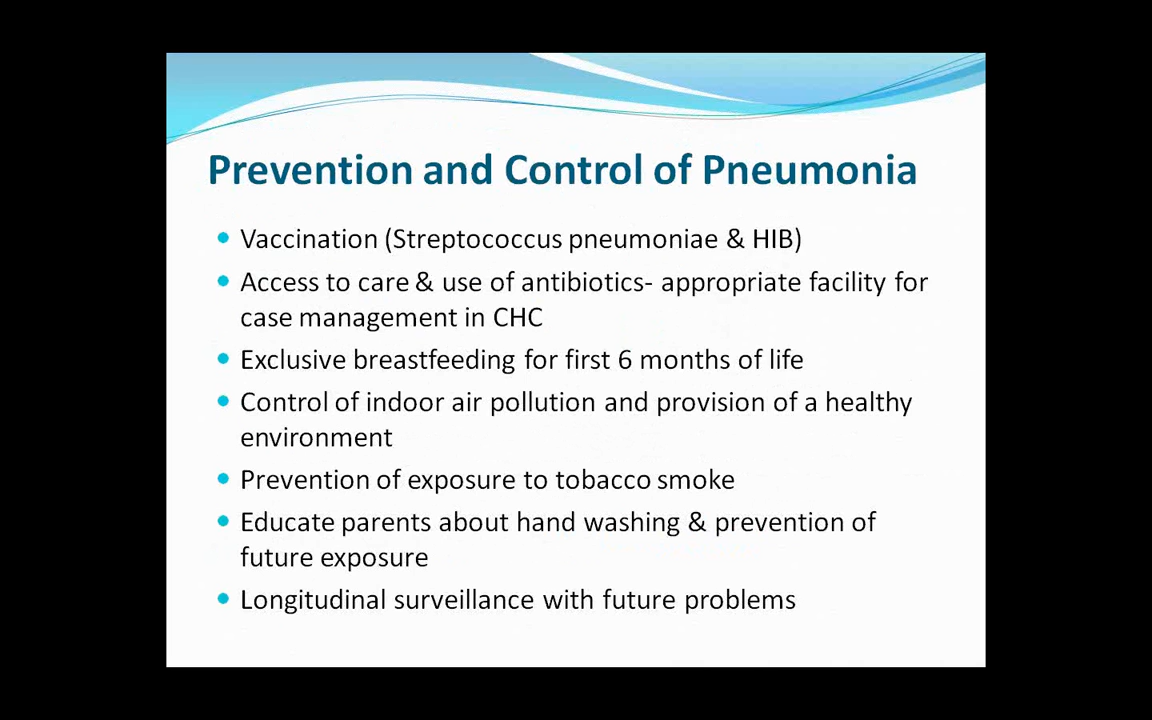 Prevention and Control of Pneumonia
• Vaccination (Streptococcus pneumoniae & HIB)
• Access to care & use of antibiotics- appropriate facility for
case management in CHC
• Exclusive breastfeeding for first 6 months of life
• Control of indoor air pollution and provision of a healthy
environment
• Prevention of exposure to tobacco smoke
• Educate parents about hand washing & prevention of
future exposure
• Longitudinal surveillance with future problems